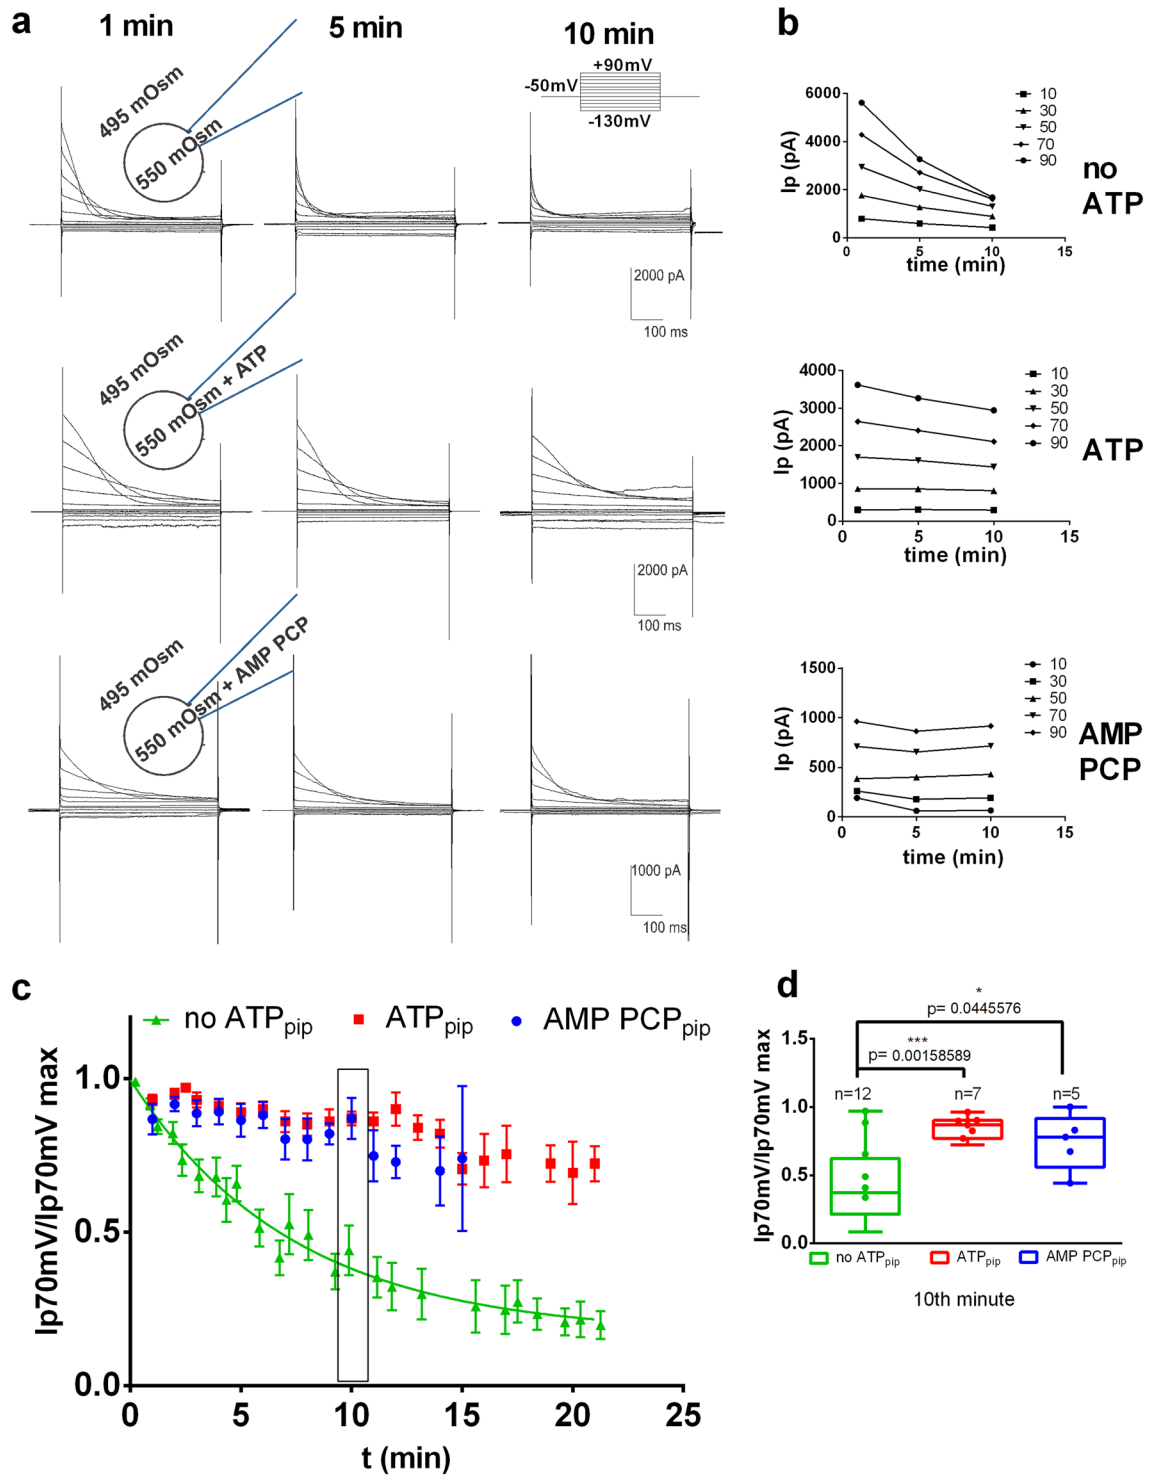 a
1 min
5 min
10 min
+90mV
-50mV
-130mV
495 mOsm
550 mOsm
2000 pA
100 ms
495 mOsm
550 mOsm + ATP
2000 pA
100 ms
495 mOsm
550 mOsm + AMP PCP
1000 pA
100 ms
b
6000
4000
2000
0
Ip (pA)
0
5
10
15
time (min)
10
30
50
70
90
no
ATP
4000
3000
2000
1000
0
Ip (pA)
0
5
10
15
time (min)
10
30
50
70
90
ATP
1500
1000
500
0
Ip (pA)
0
5
10
15
time (min)
10
30
50
70
90
AMP
PCP
c
no ATPpip
ATPpip
AMP PCPpip
Ip70mV/Ip70mV max
1.0
0.5
0.0
0
5
10
15
20
25
t (min)
d
*
p= 0.0445576
***
p= 0.00158589
n=12
n=7
n=5
Ip70mV/Ip70mV max
1.5
1.0
0.5
0.0
no ATPpip
ATPpip
AMP PCPpip
10th minute